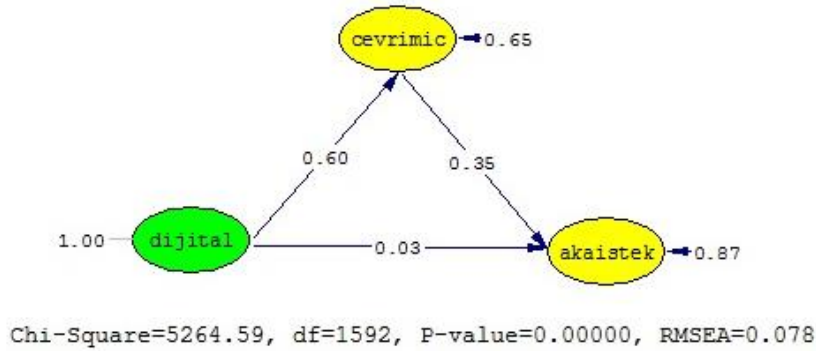 cevrimic
0.65
0.60
0.35
1.00
dijital
0.03
akaistek
0.87
Chi-Square=5264.59, df=1592, P-value=0.00000, RMSEA=0.078